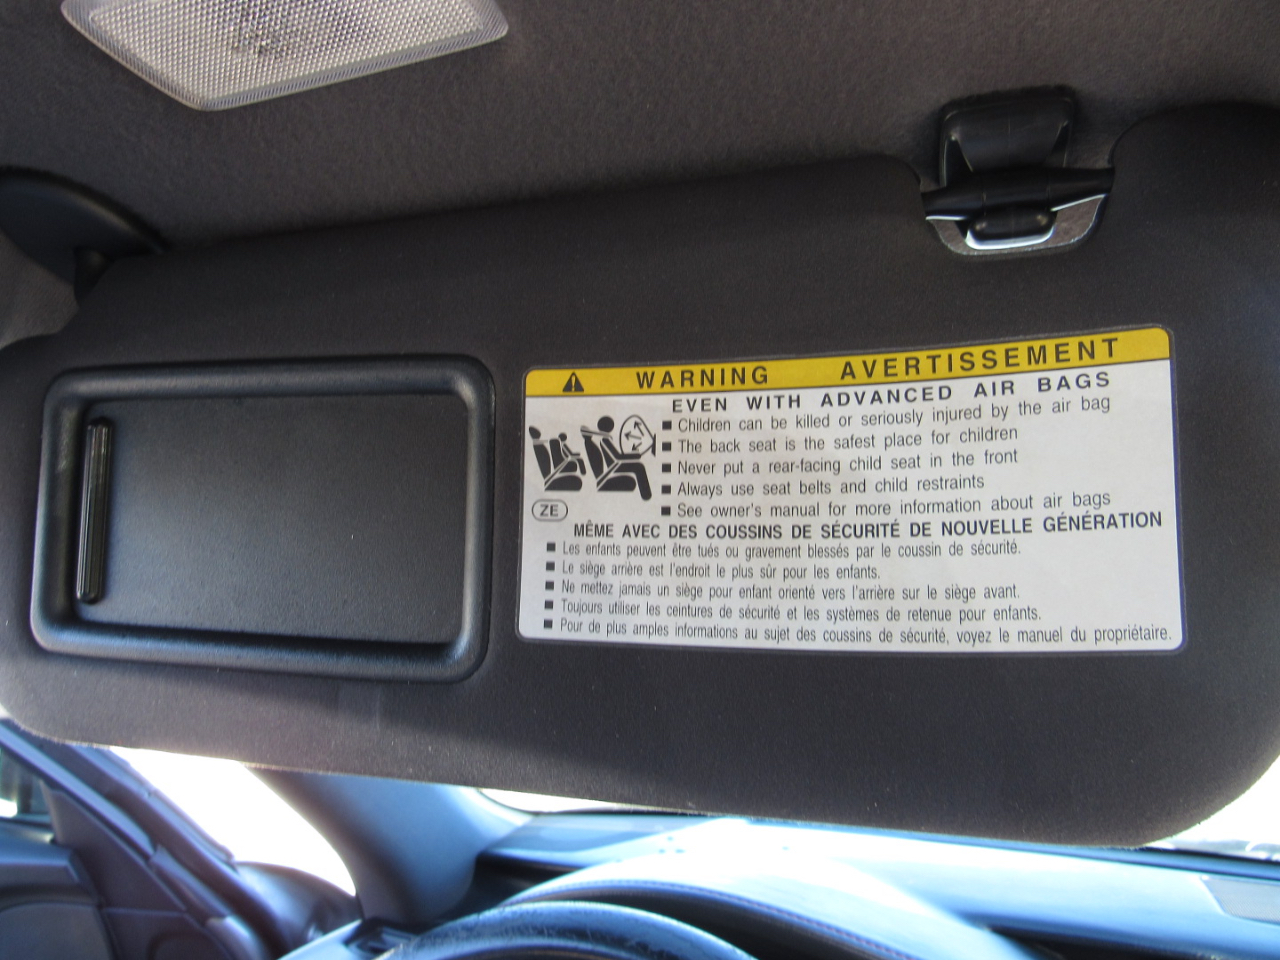 WARNING AVERTISSEMENT
EVEN WITH ADVANCED AIR BAGS
■ Children can be killed or seriously injured by the air bag
■ The back seat is the safest place for children
■ Never put a rear-facing child seat in the front
■ Always use seat belts and child restraints
■ See owner's manual for more information about air bags
ZE
MÊME AVEC DES COUSSINS DE SÉCURITÉ DE NOUVELLE GÉNÉRATION
■ Les enfants peuvent être tués ou gravement blessés par le coussin de sécurité.
■ Le siège arrière est l'endroit le plus sûr pour les enfants.
■ Ne mettez jamais un siège pour enfant orienté vers l'arrière sur le siège avant.
■ Toujours utiliser les ceintures de sécurité et les systèmes de retenue pour enfants.
■ Pour de plus amples informations au sujet des coussins de sécurité, voyez le manuel du propriétaire.